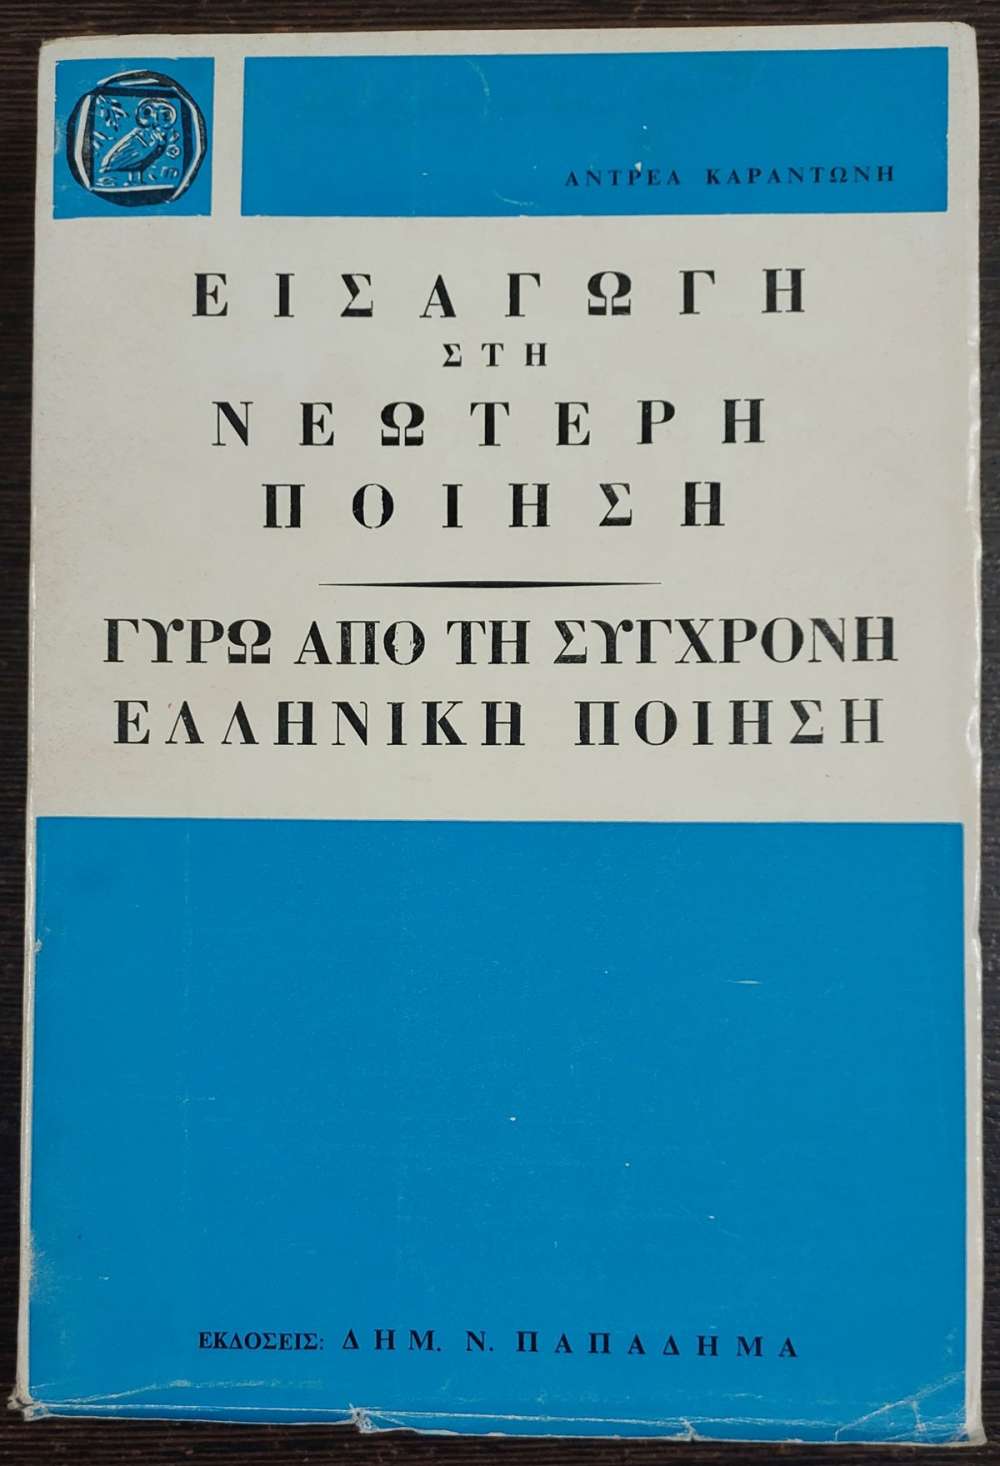 ΑΝΤΡΕΑ ΚΑΡΑΝΤΩΝΗ
ΕΙΣΑΓΩΓΗ
ΣΤΗ
ΝΕΩΤΕΡΗ
ΠΟΙΗΣΗ
ΓΥΡΩ ΑΠΟ ΤΗ ΣΥΓΧΡΟΝΗ
ΕΛΛΗΝΙΚΗ ΠΟΙΗΣΗ
ΕΚΔΟΣΕΙΣ: ΔΗΜ. Ν. ΠΑΠΑΔΗΜΑ